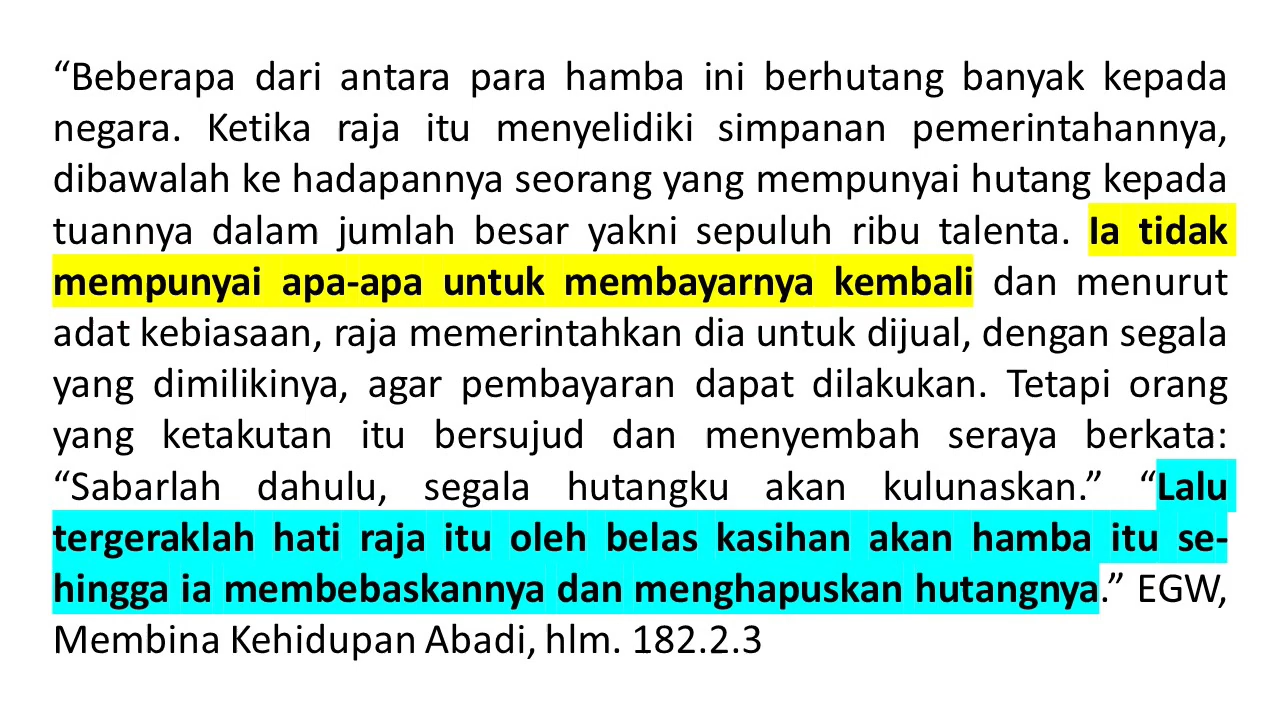 “Beberapa dari antara para hamba ini berhutang banyak kepada
negara. Ketika raja itu menyelidiki simpanan pemerintahannya,
dibawalah ke hadapannya seorang yang mempunyai hutang kepada
tuannya dalam jumlah besar yakni sepuluh ribu talenta. Ia tidak
mempunyai apa-apa untuk membayarnya kembali dan menurut
adat kebiasaan, raja memerintahkan dia untuk dijual, dengan segala
yang dimilikinya, agar pembayaran dapat dilakukan. Tetapi orang
yang ketakutan itu bersujud dan menyembah seraya berkata:
“Sabarlah dahulu, segala hutangku akan kulunaskan.” “Lalu
tergeraklah hati raja itu oleh belas kasihan akan hamba itu se-
hingga ia membebaskannya dan menghapuskan hutangnya.” EGW,
Membina Kehidupan Abadi, hlm. 182.2.3